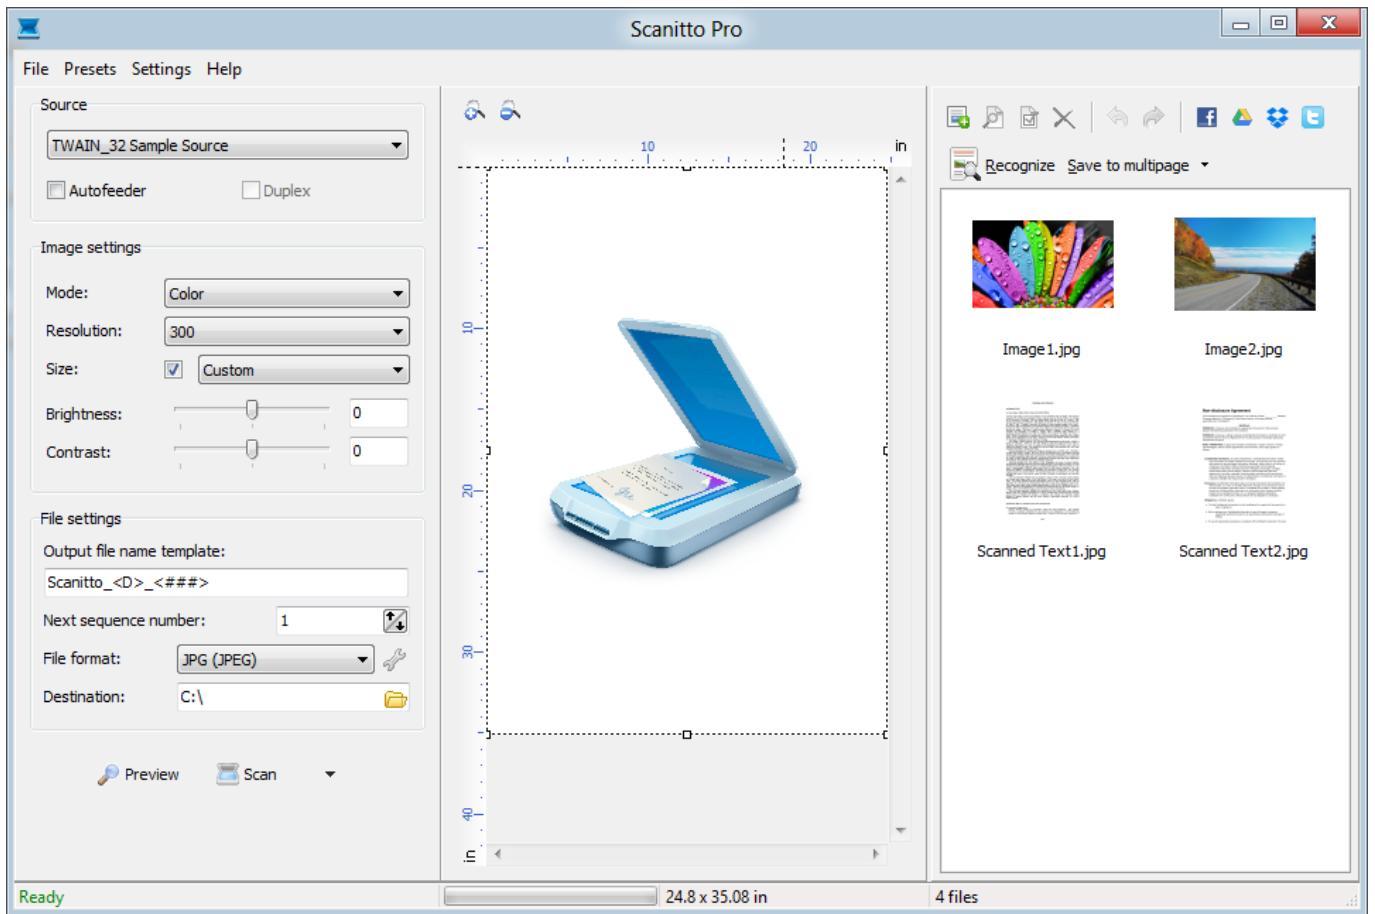 Scanitto Pro
File Presets Settings Help
Source
TWAIN_32 Sample Source
Autofeeder Duplex
Image settings
Mode: Color
Resolution: 300
Size: Custom
Brightness: 0
Contrast: 0
File settings
Output file name template:
Scanitto_<D>_<###>
Next sequence number: 1
File format: JPG (JPEG)
Destination: C:\
Preview Scan
10 20 in
10
20
30
40
in
Recognize Save to multipage
Image1.jpg Image2.jpg
Non-disclosure Agreement
Scanned Text1.jpg Scanned Text2.jpg
Ready 24.8 x 35.08 in 4 files